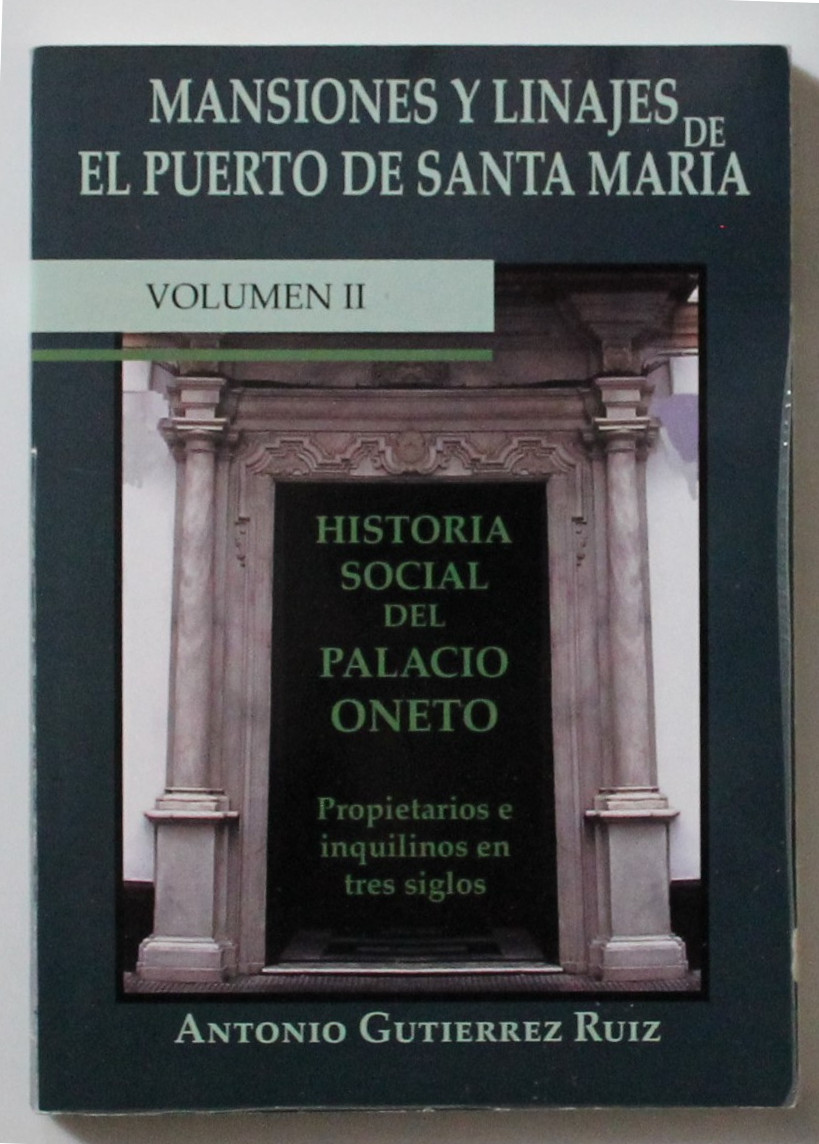 MANSIONES Y LINAJES DE
EL PUERTO DE SANTA MARIA
VOLUMEN II
HISTORIA
SOCIAL
DEL
PALACIO
ONETO
Propietarios e
inquilinos en
tres siglos
ANTONIO GUTIERREZ RUIZ